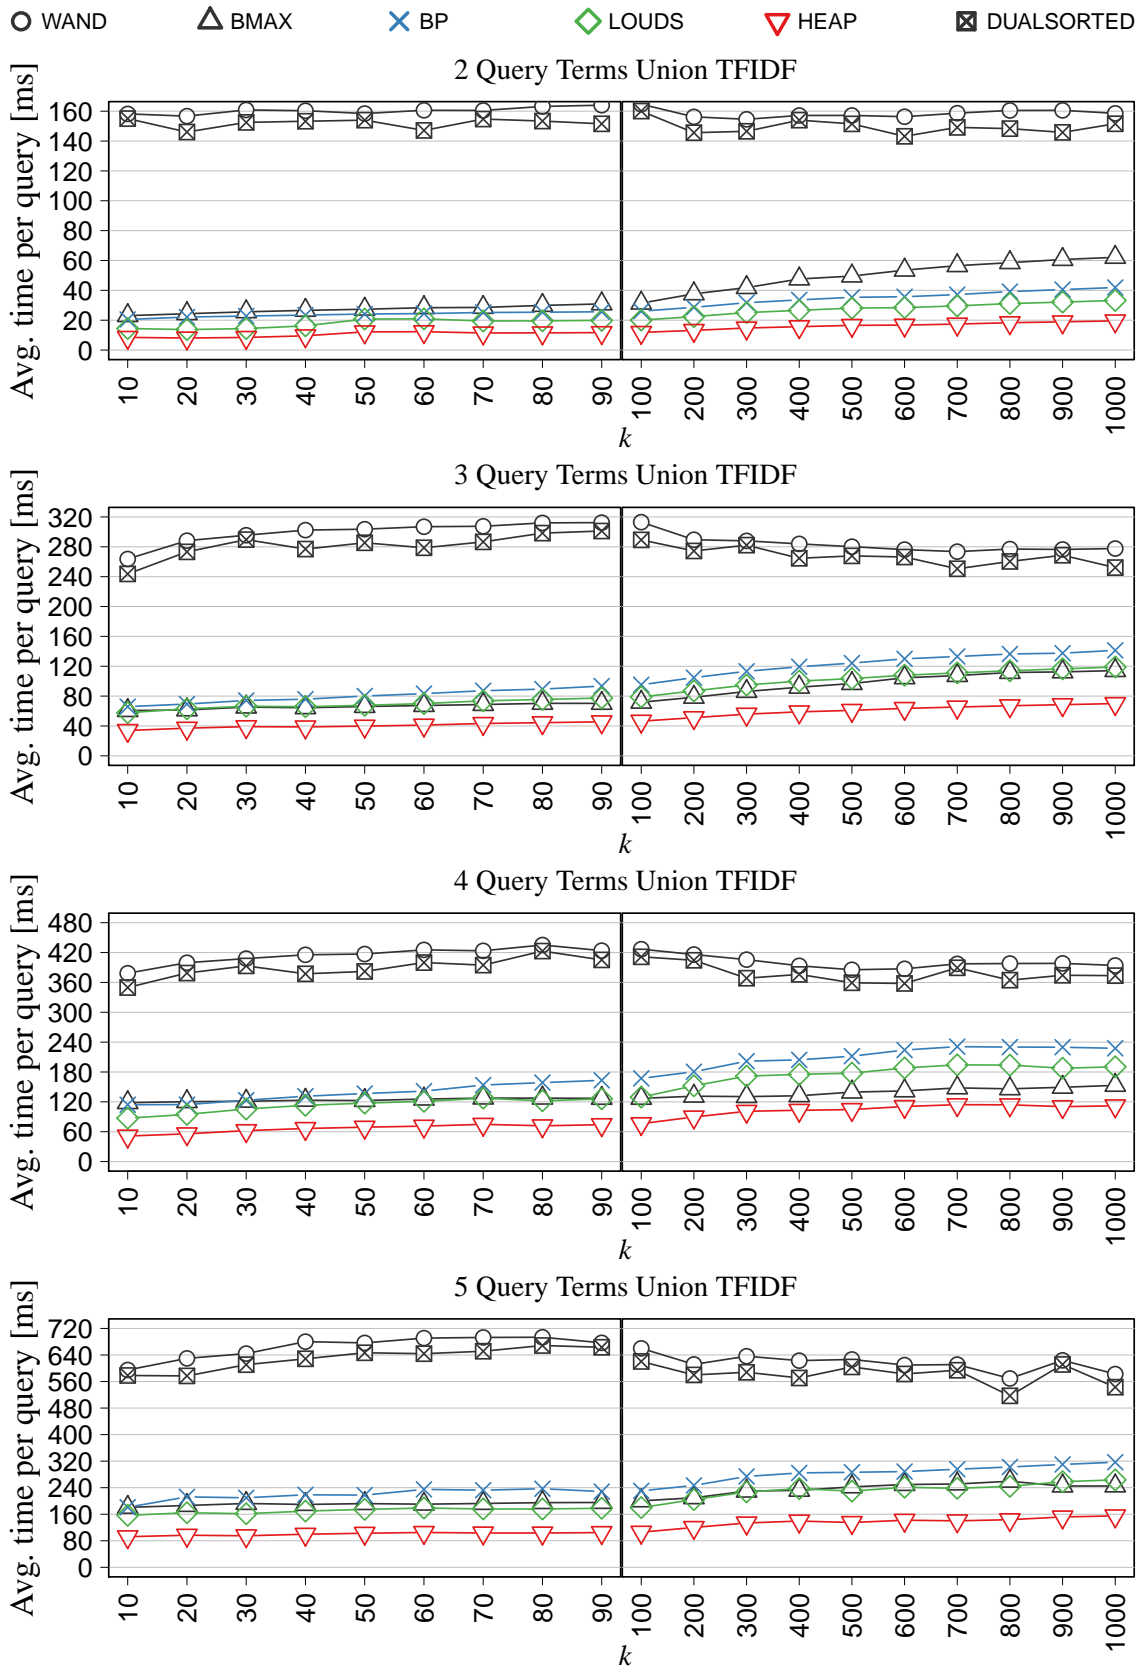 WAND BMAX BP LOUDS HEAP DUALSORTED
2 Query Terms Union TFIDF
Avg. time per query [ms]
160
140
120
100
80
60
40
20
0
10 20 30 40 50 60 70 80 90 100 200 300 400 500 600 700 800 900 1000
k
3 Query Terms Union TFIDF
Avg. time per query [ms]
320
280
240
200
160
120
80
40
0
10 20 30 40 50 60 70 80 90 100 200 300 400 500 600 700 800 900 1000
k
4 Query Terms Union TFIDF
Avg. time per query [ms]
480
420
360
300
240
180
120
60
0
10 20 30 40 50 60 70 80 90 100 200 300 400 500 600 700 800 900 1000
k
5 Query Terms Union TFIDF
Avg. time per query [ms]
720
640
560
480
400
320
240
160
80
0
10 20 30 40 50 60 70 80 90 100 200 300 400 500 600 700 800 900 1000
k